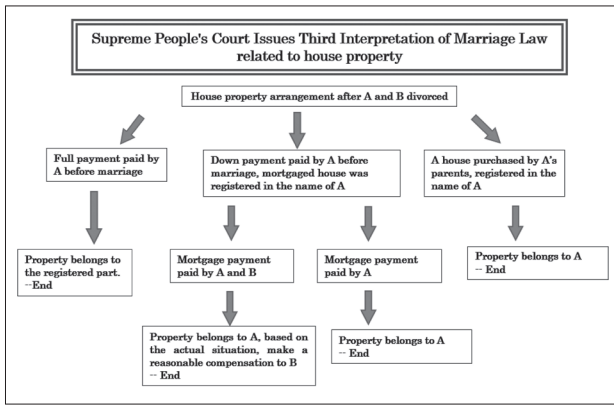 Supreme People's Court Issues Third Interpretation of Marriage Law
related to house property
House property arrangement after A and B divorced
Full payment paid by
A before marriage
Down payment paid by A before
marriage, mortgaged house was
registered in the name of A
A house purchased by A's
parents, registered in the
name of A
Property belongs to
the registered part.
--End
Mortgage payment
paid by A and B
Mortgage payment
paid by A
Property belongs to A
-- End
Property belongs to A, based on
the actual situation, make a
reasonable compensation to B
-- End
Property belongs to A
-- End